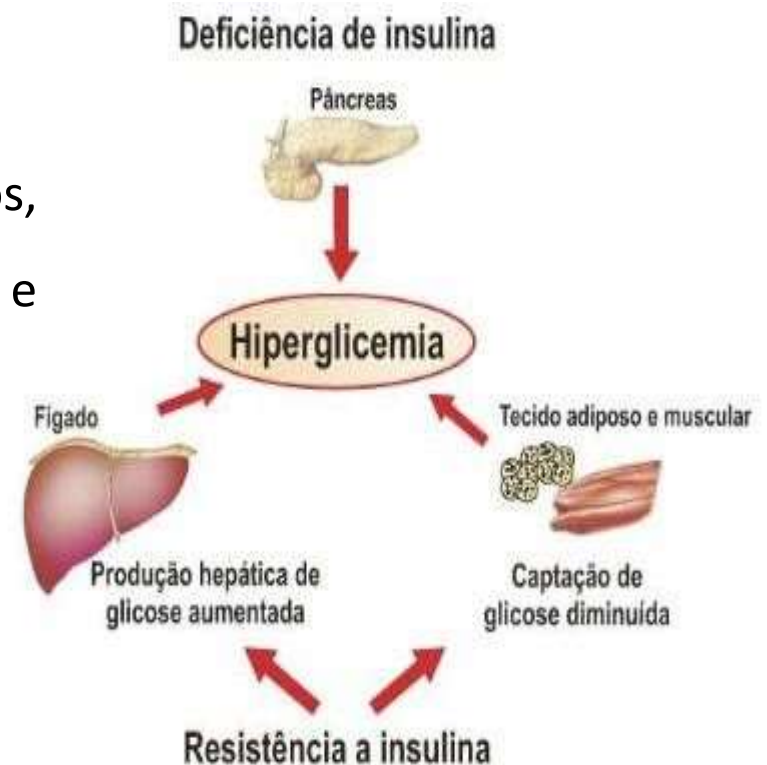 Deficiência de insulina
Pâncreas
os,
e
Hiperglicemia
Fígado
Tecido adiposo e muscular
Produção hepática de
glicose aumentada
Captação de
glicose diminuída
Resistência a insulina